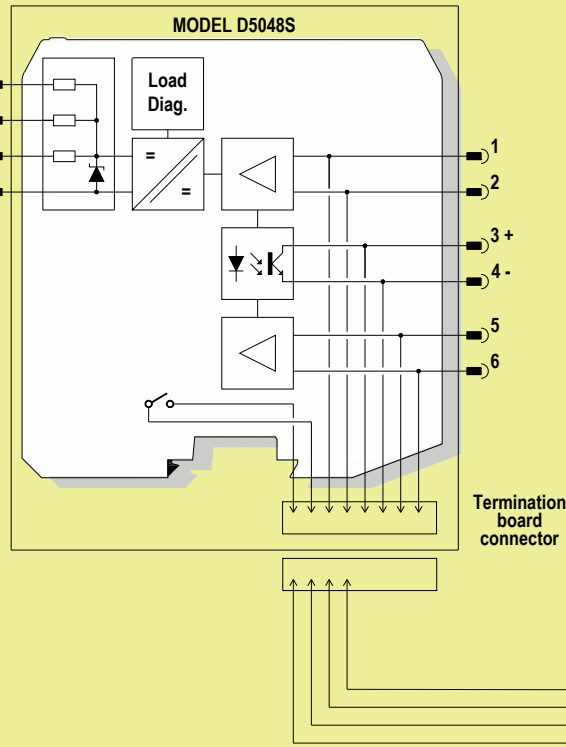 MODEL D5048S
Load
Diag.
=
=
1
2
3 +
4 -
5
6
Termination
board
connector